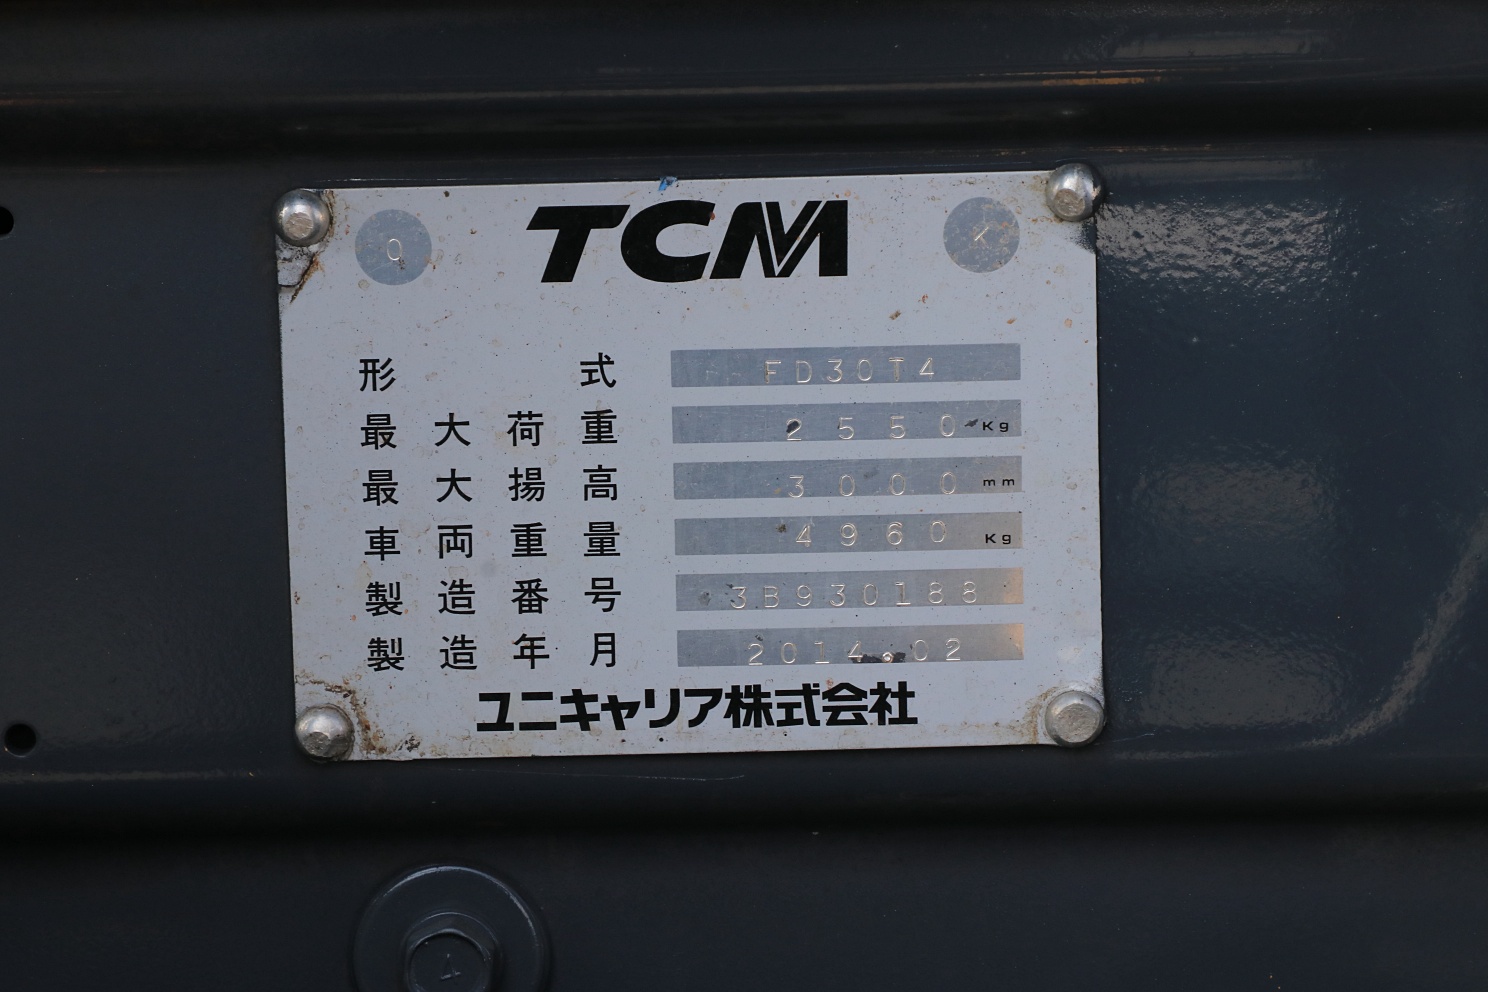 Q TCM K
形式 FD30T4
最大荷重 2550 Kg
最大揚高 3000 mm
車両重量 4960 Kg
製造番号 3B930188
製造年月 2014.02
ユニキャリア株式会社